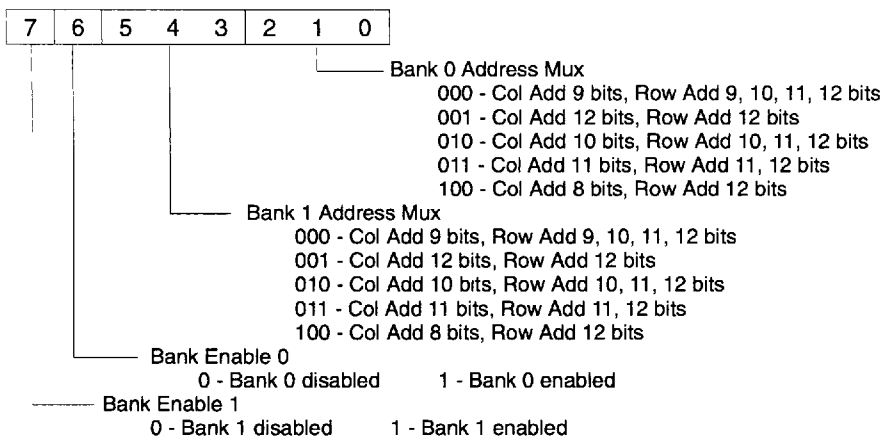 7 6 5 4 3 2 1 0
Bank 0 Address Mux
000 - Col Add 9 bits, Row Add 9, 10, 11, 12 bits
001 - Col Add 12 bits, Row Add 12 bits
010 - Col Add 10 bits, Row Add 10, 11, 12 bits
011 - Col Add 11 bits, Row Add 11, 12 bits
100 - Col Add 8 bits, Row Add 12 bits
Bank 1 Address Mux
000 - Col Add 9 bits, Row Add 9, 10, 11, 12 bits
001 - Col Add 12 bits, Row Add 12 bits
010 - Col Add 10 bits, Row Add 10, 11, 12 bits
011 - Col Add 11 bits, Row Add 11, 12 bits
100 - Col Add 8 bits, Row Add 12 bits
Bank Enable 0
0 - Bank 0 disabled 1 - Bank 0 enabled
Bank Enable 1
0 - Bank 1 disabled 1 - Bank 1 enabled